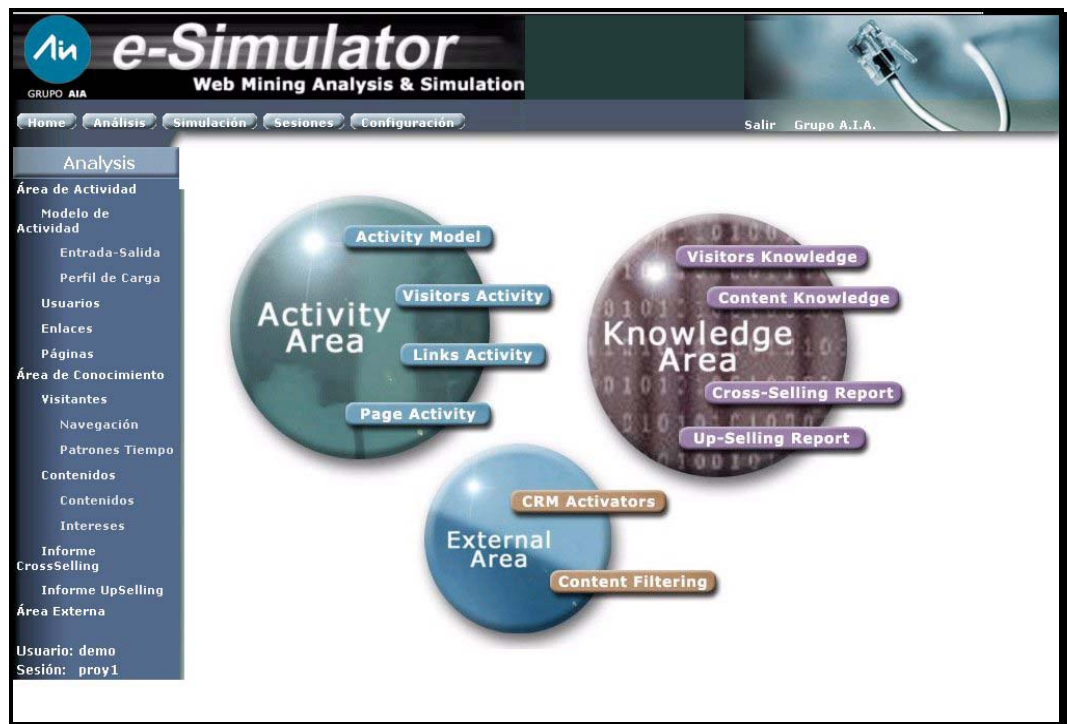 AiA
GRUPO AIA
e-Simulator
Web Mining Analysis & Simulation
Home Análisis Simulación Sesiones Configuración
Salir Grupo A.I.A.
Analysis
Área de Actividad
Modelo de
Actividad
Entrada-Salida
Perfil de Carga
Usuarios
Enlaces
Páginas
Área de Conocimiento
Visitantes
Navegación
Patrones Tiempo
Contenidos
Contenidos
Intereses
Informe
CrossSelling
Informe UpSelling
Área Externa
Usuario: demo
Sesión: proy1
Activity
Area
Activity Model
Visitors Activity
Links Activity
Page Activity
Knowledge
Area
Visitors Knowledge
Content Knowledge
Cross-Selling Report
Up-Selling Report
External
Area
CRM Activators
Content Filtering